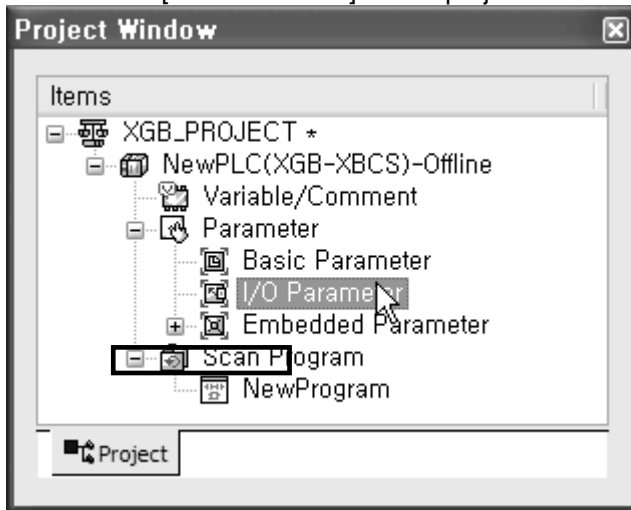 Project Window
Items
XGB_PROJECT *
NewPLC(XGB-XBCS)-Offline
Variable/Comment
Parameter
Basic Parameter
I/O Parameter
Embedded Parameter
Scan Program
NewProgram
Project